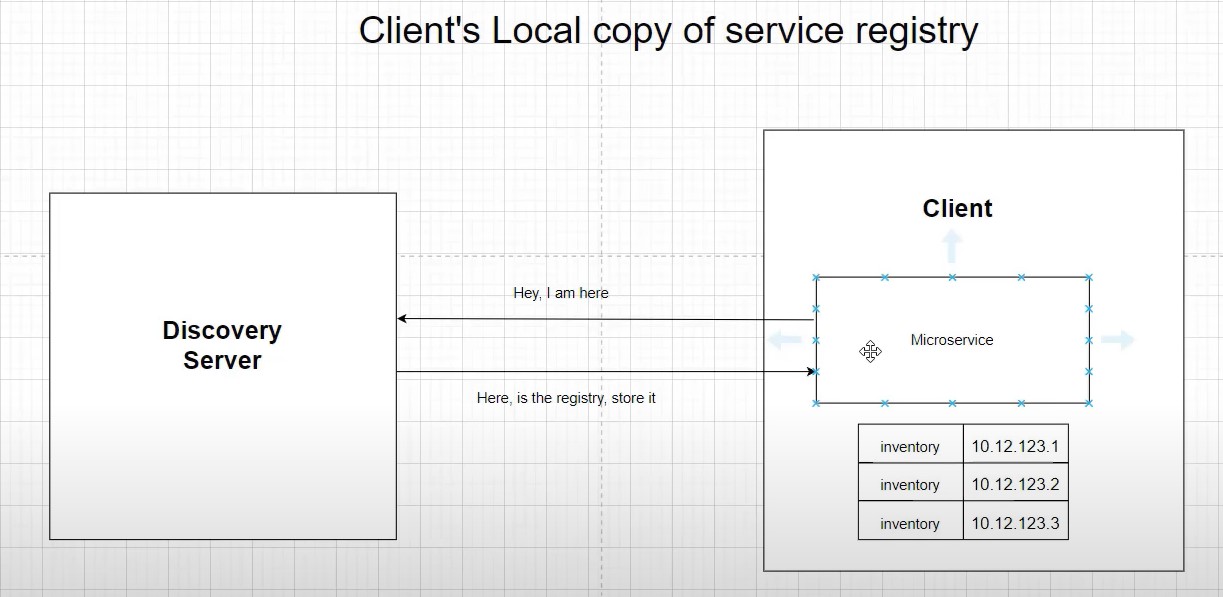 Client's Local copy of service registry
Client
Hey, I am here
Discovery
Server
Microservice
Here, is the registry, store it
inventory 10.12.123.1
inventory 10.12.123.2
inventory 10.12.123.3